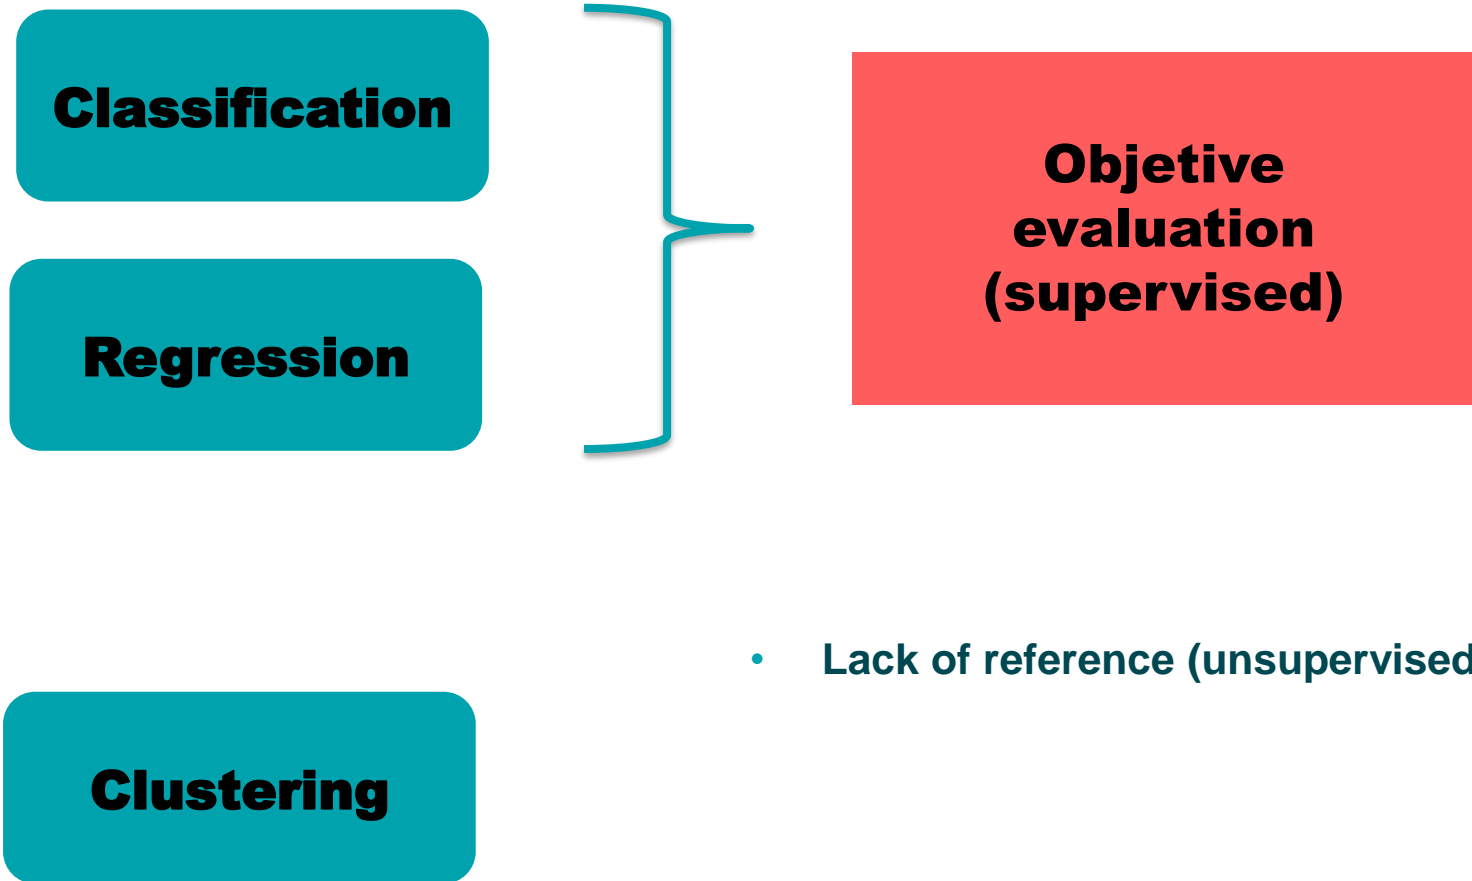 Classification
Objetive
evaluation
(supervised)
Regression
• Lack of reference (unsupervised
Clustering